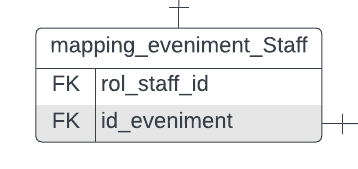 mapping_eveniment_Staff
FK rol_staff_id
FK id_eveniment